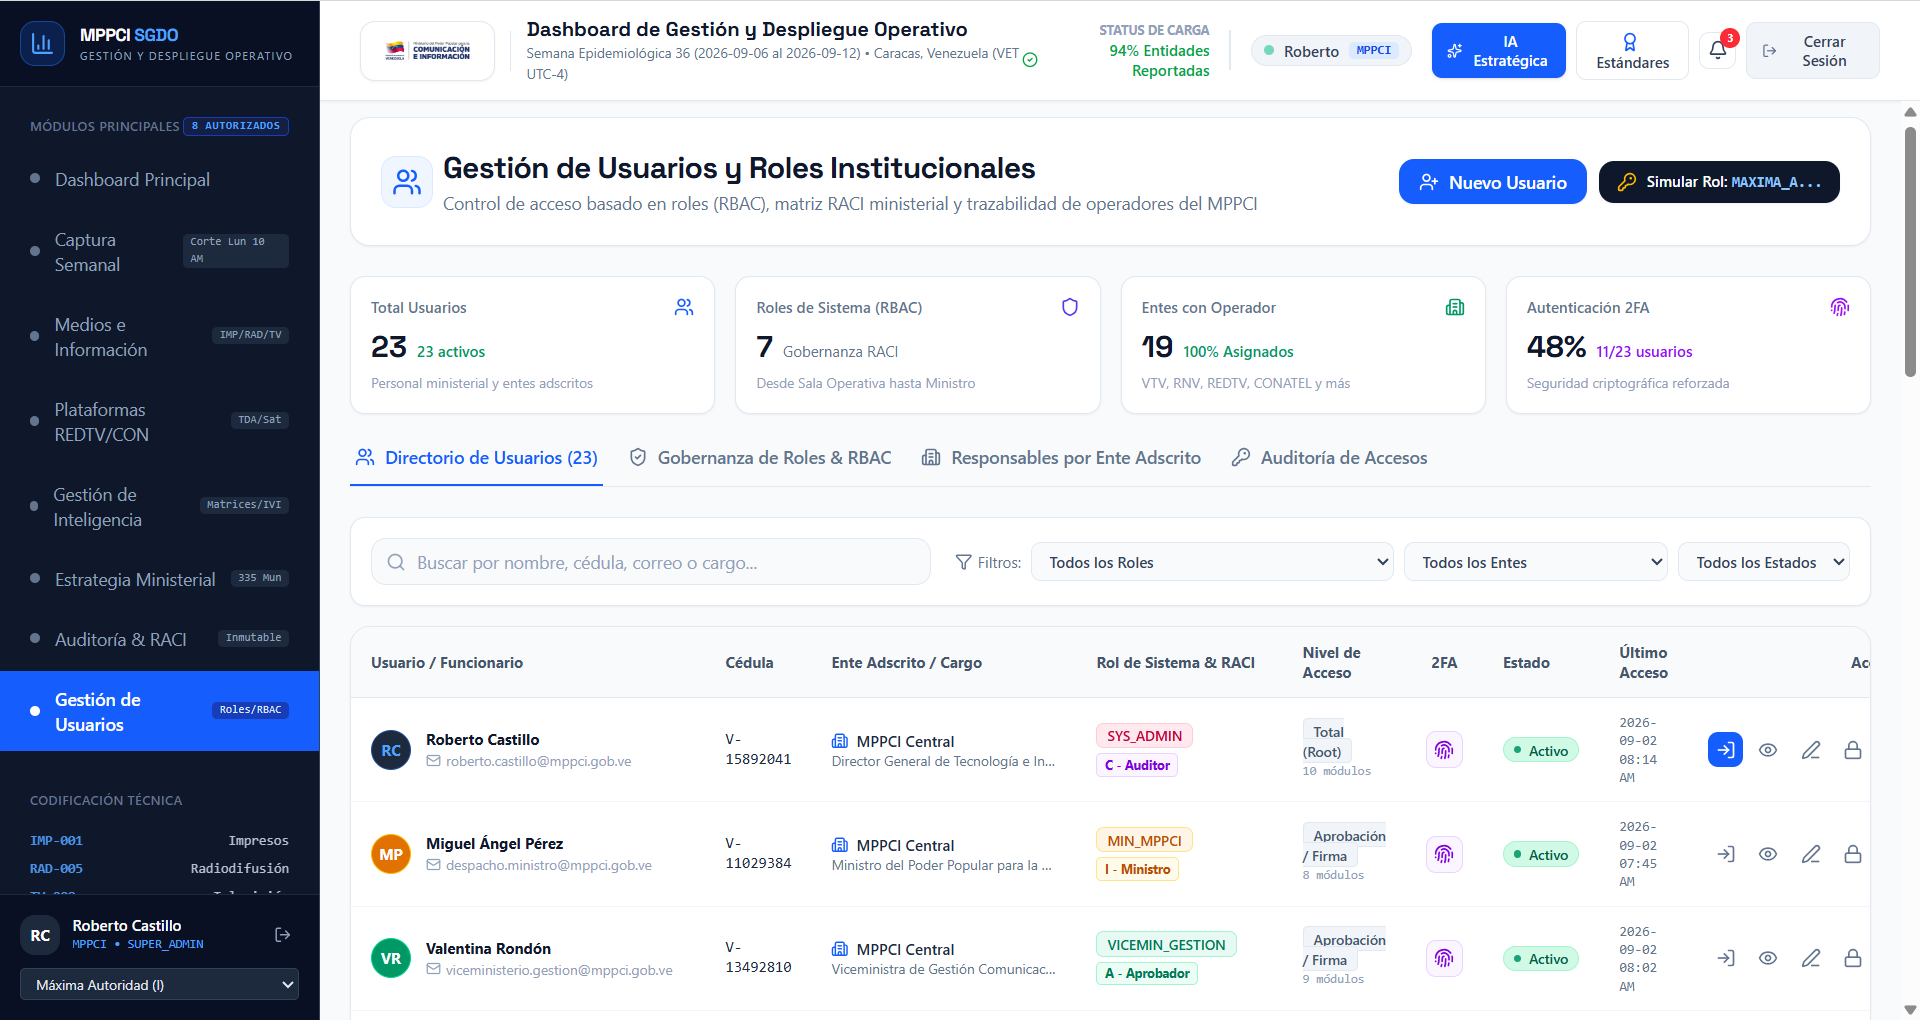 MPPCI SGDO
GESTIÓN Y DESPLIEGUE OPERATIVO
MÓDULOS PRINCIPALES
8 AUTORIZADOS
Dashboard Principal
Captura
Semanal
Corte Lun 10
AM
Medios e
Información
IMP/RAD/TV
Plataformas
REDTV/CON
TDA/Sat
Gestión de
Inteligencia
Matrices/IVI
Estrategia Ministerial
335 Mun
Auditoría & RACI
Inmutable
Gestión de
Usuarios
Roles/RBAC
CODIFICACIÓN TÉCNICA
IMP-001
Impresos
RAD-005
Radiodifusión
RC
Roberto Castillo
MPPCI • SUPER_ADMIN
Máxima Autoridad (I)
COMUNICACIÓN
E INFORMACIÓN
Dashboard de Gestión y Despliegue Operativo
Semana Epidemiológica 36 (2026-09-06 al 2026-09-12) • Caracas, Venezuela (VET
UTC-4)
STATUS DE CARGA
94% Entidades
Reportadas
Roberto
MPPCI
IA
Estratégica
Estándares
3
Cerrar
Sesión
Gestión de Usuarios y Roles Institucionales
Control de acceso basado en roles (RBAC), matriz RACI ministerial y trazabilidad de operadores del MPPCI
Nuevo Usuario
Simular Rol: MAXIMA_A...
Total Usuarios
23 23 activos
Personal ministerial y entes adscritos
Roles de Sistema (RBAC)
7 Gobernanza RACI
Desde Sala Operativa hasta Ministro
Entes con Operador
19 100% Asignados
VTV, RNV, REDTV, CONATEL y más
Autenticación 2FA
48% 11/23 usuarios
Seguridad criptográfica reforzada
Directorio de Usuarios (23)
Gobernanza de Roles & RBAC
Responsables por Ente Adscrito
Auditoría de Accesos
Buscar por nombre, cédula, correo o cargo...
Filtros:
Todos los Roles
Todos los Entes
Todos los Estados
Usuario / Funcionario
Cédula
Ente Adscrito / Cargo
Rol de Sistema & RACI
Nivel de
Acceso
2FA
Estado
Último
Acceso
RC
Roberto Castillo
roberto.castillo@mppci.gob.ve
V-
15892041
MPPCI Central
Director General de Tecnología e In...
SYS_ADMIN
C - Auditor
Total
(Root)
10 módulos
Activo
2026-
09-02
08:14
AM
MP
Miguel Ángel Pérez
despacho.ministro@mppci.gob.ve
V-
11029384
MPPCI Central
Ministro del Poder Popular para la ...
MIN_MPPCI
I - Ministro
Aprobación
/ Firma
8 módulos
Activo
2026-
09-02
07:45
AM
VR
Valentina Rondón
viceministerio.gestion@mppci.gob.ve
V-
13492810
MPPCI Central
Viceministra de Gestión Comunicac...
VICEMIN_GESTION
A - Aprobador
Aprobación
/ Firma
9 módulos
Activo
2026-
09-02
08:02
AM